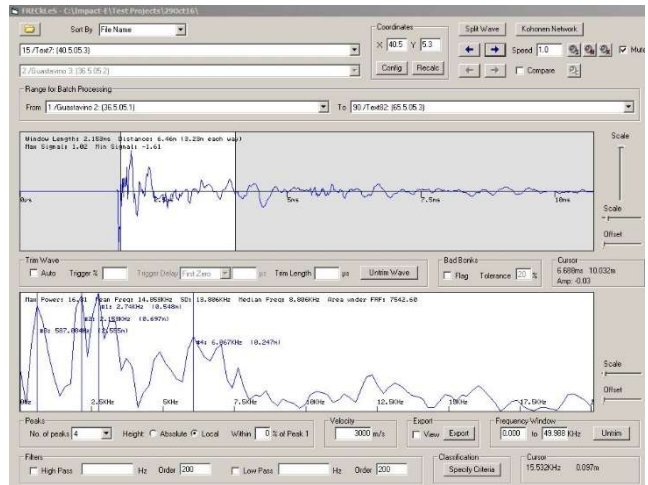 FRECkLeS - C:\Impact-E\Test Projects\29Oct16\
Sort By File Name
15 /Text7: (40.5.05.3)
2 /Guastavino 3: (36.5.05.2)
Coordinates
X 40.5 Y 5.3
Config Recalc
Split Wave Kohonen Network
Speed 1.0 Mute
Compare
Range for Batch Processing
From 1 /Guastavino 2: (36.5.05.1) To 90 /Text82: (65.5.05.3)
Window Length: 2.153ms Distance: 6.46m (3.23m each way)
Max Signal: 1.02 Min Signal: -1.61
0us 2.5ms 5ms 7.5ms 10ms
Scale
Scale
Offset
Trim Wave
Auto Trigger % Trigger Delay First Zero µs Trim Length µs Untrim Wave
Bad Bonks
Flag Tolerance 20 %
Cursor
6.688ms 10.032m
Amp: -0.03
Max Power: 16.31 Mean Freq: 14.858KHz SD: 13.806KHz Median Freq: 8.806KHz Area under FRF: 7542.60
#1: 2.74KHz (0.548m)
#2: 2.153KHz (0.697m)
#3: 587.084Hz (2.555m)
#4: 6.067KHz (0.247m)
0Hz 2.5KHz 5KHz 7.5KHz 10KHz 12.5KHz 15KHz 17.5KHz
Scale
Offset
Peaks
No. of peaks 4 Height: Absolute Local Within 0 % of Peak 1
Velocity
3000 m/s
Export
View Export
Frequency Window
0.000 to 49.988 KHz Untrim
Filters
High Pass Hz Order 200 Low Pass Hz Order 200
Classification
Specify Criteria
Cursor
15.532KHz 0.097m